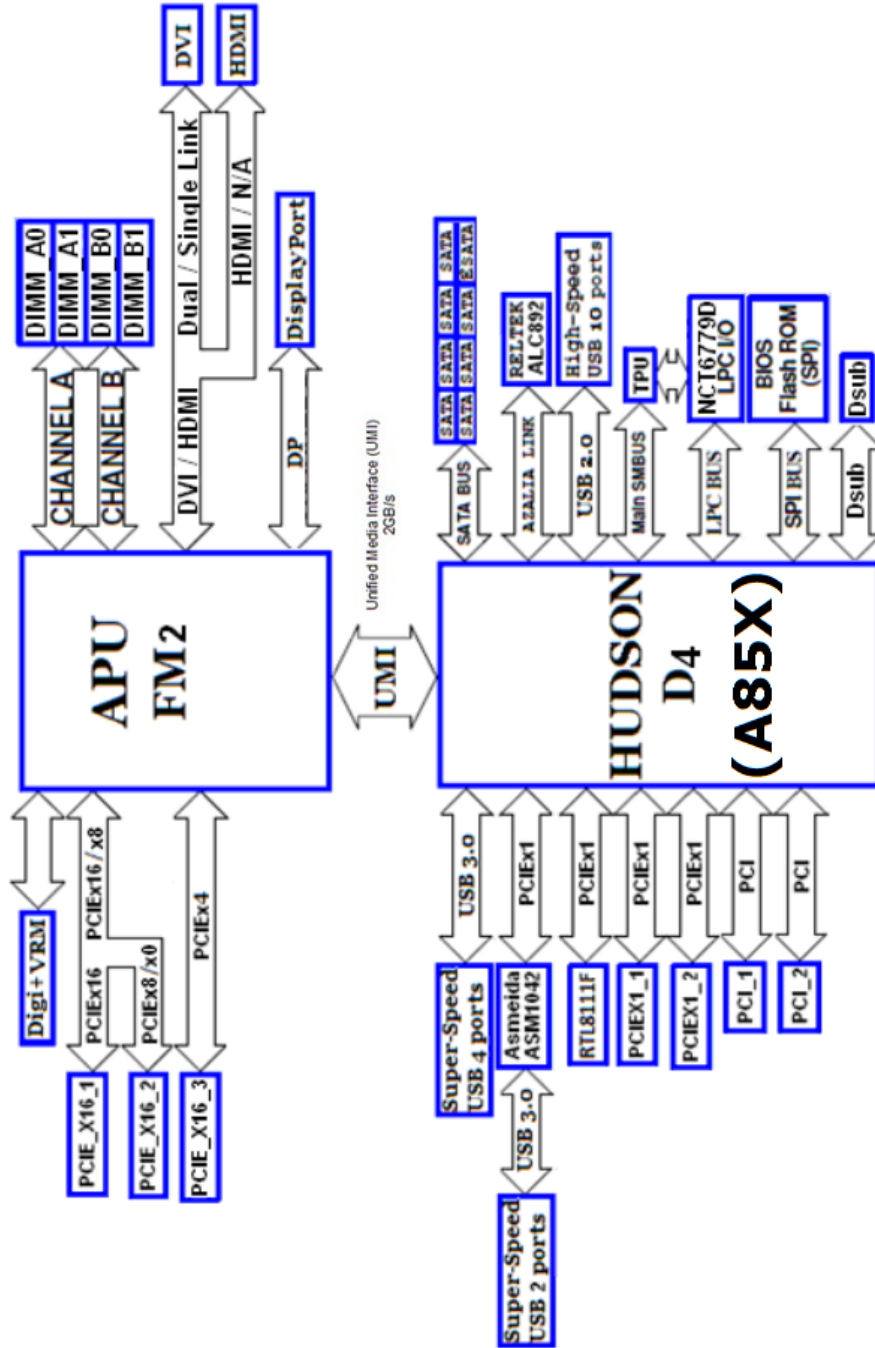 DIMM_A0
DIMM_A1
DIMM_B0
DIMM_B1
CHANNEL A
CHANNEL B
DVI
HDMI
Dual / Single Link
HDMI / N/A
DVI / HDMI
DisplayPort
DP
APU
FM2
Digi+VRM
PCIEx16 / x8
PCIEx16
PCIEx8/x0
PCIEx4
PCIE_X16_1
PCIE_X16_2
PCIE_X16_3
UMI
Unified Media Interface (UMI)
2GB/s
HUDSON
D4
(A85X)
SATA BUS
SATA SATA SATA SATA
SATA SATA SATA ESATA
AZALIA LINK
RELTEK
ALC892
USB 2.0
High-Speed
USB 10 ports
Main SMBUS
TPU
LPC BUS
NCT6779D
LPC I/O
SPI BUS
BIOS
Flash ROM
(SPI)
Dsub
Dsub
USB 3.0
Super-Speed
USB 4 ports
PCIEx1
Asmeida
ASM1042
USB 3.0
Super-Speed
USB 2 ports
PCIEx1
RTL8111F
PCIEx1
PCIEX1_1
PCIEx1
PCIEX1_2
PCI
PCI_1
PCI
PCI_2